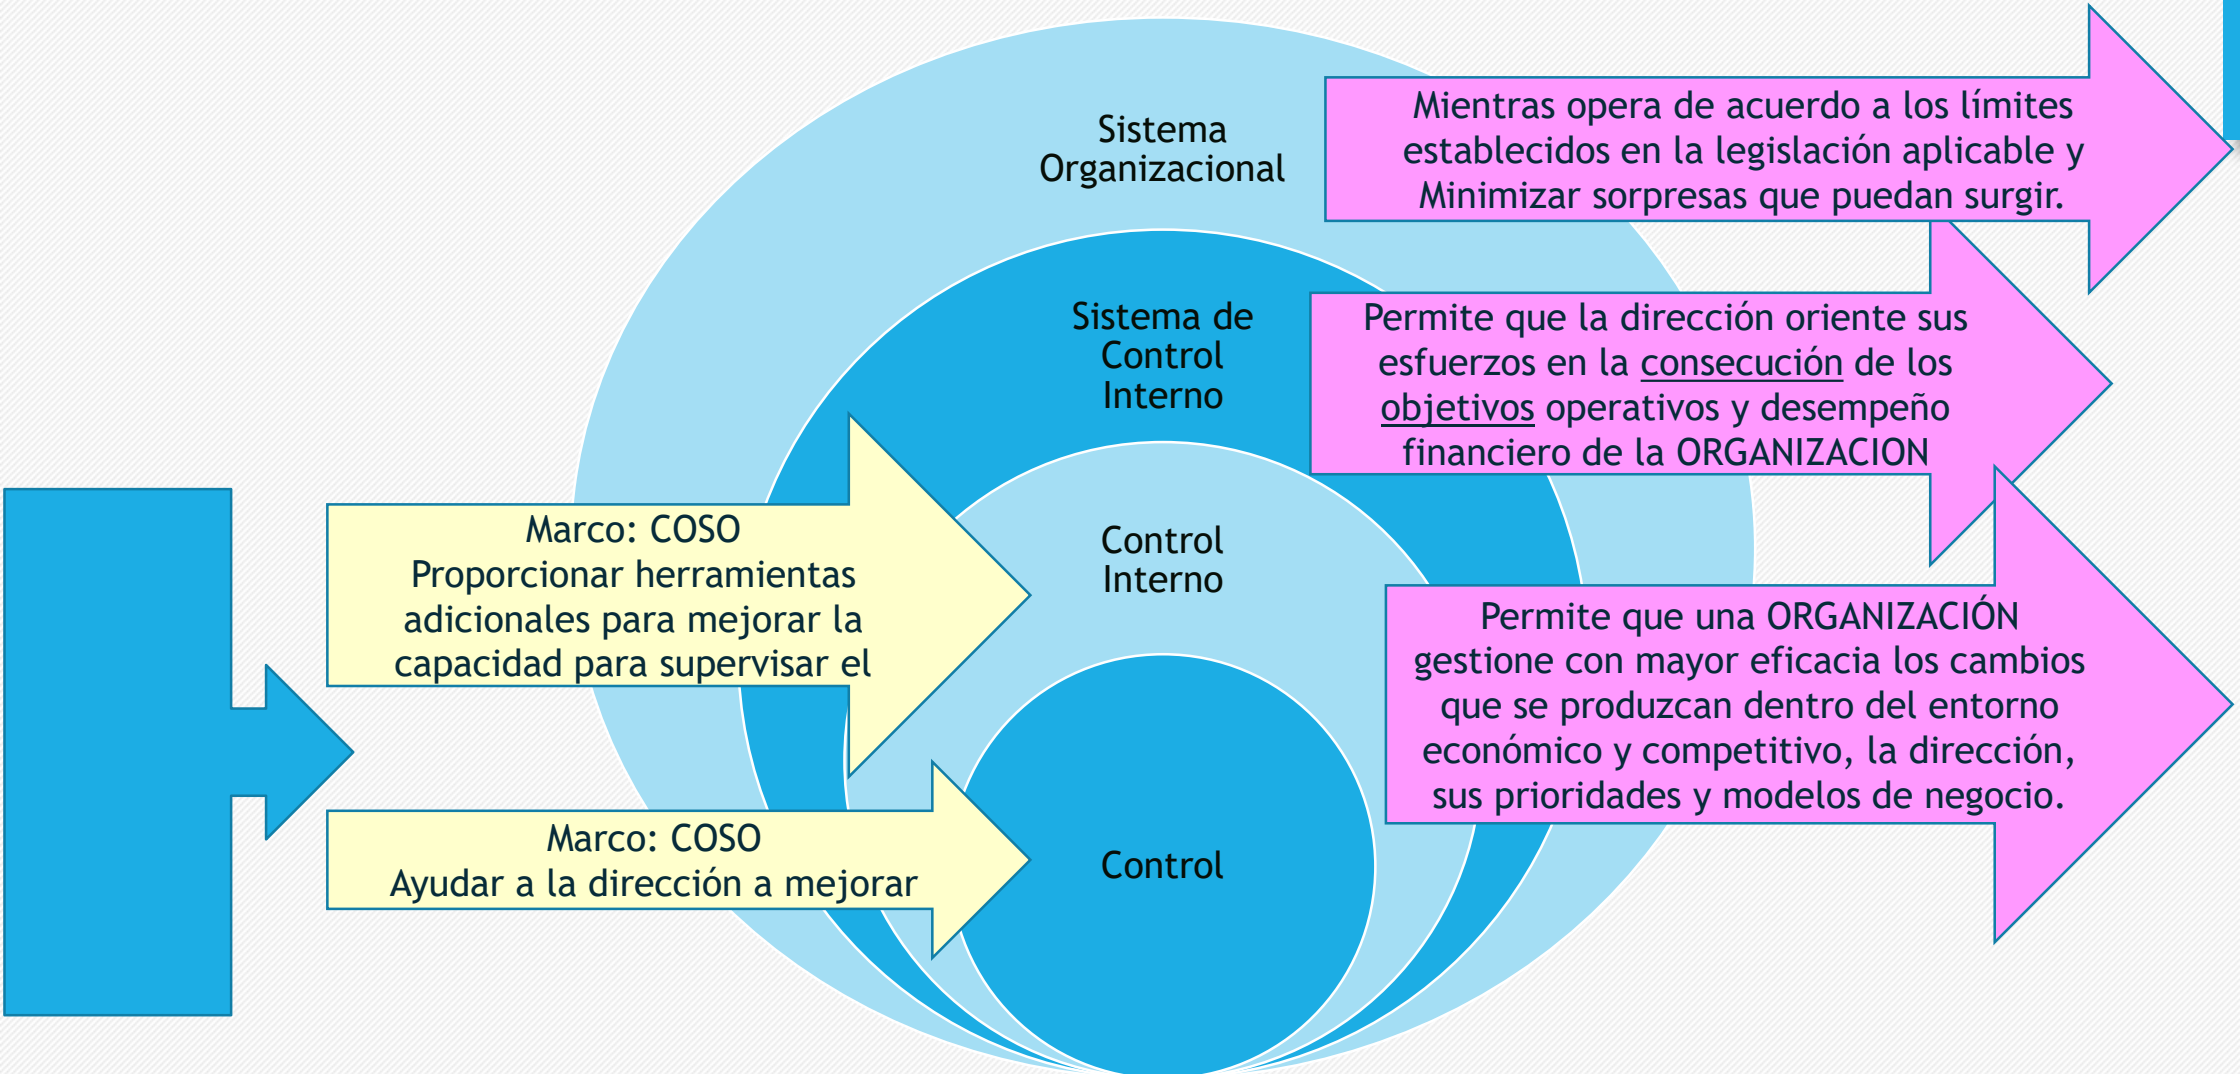 Sistema
Organizacional
Mientras opera de acuerdo a los límites
establecidos en la legislación aplicable y
Minimizar sorpresas que puedan surgir.
Sistema de
Control
Interno
Permite que la dirección oriente sus
esfuerzos en la consecución de los
objetivos operativos y desempeño
financiero de la ORGANIZACION
Marco: COSO
Proporcionar herramientas
adicionales para mejorar la
capacidad para supervisar el
Control
Interno
Permite que una ORGANIZACIÓN
gestione con mayor eficacia los cambios
que se produzcan dentro del entorno
económico y competitivo, la dirección,
sus prioridades y modelos de negocio.
Marco: COSO
Ayudar a la dirección a mejorar
Control